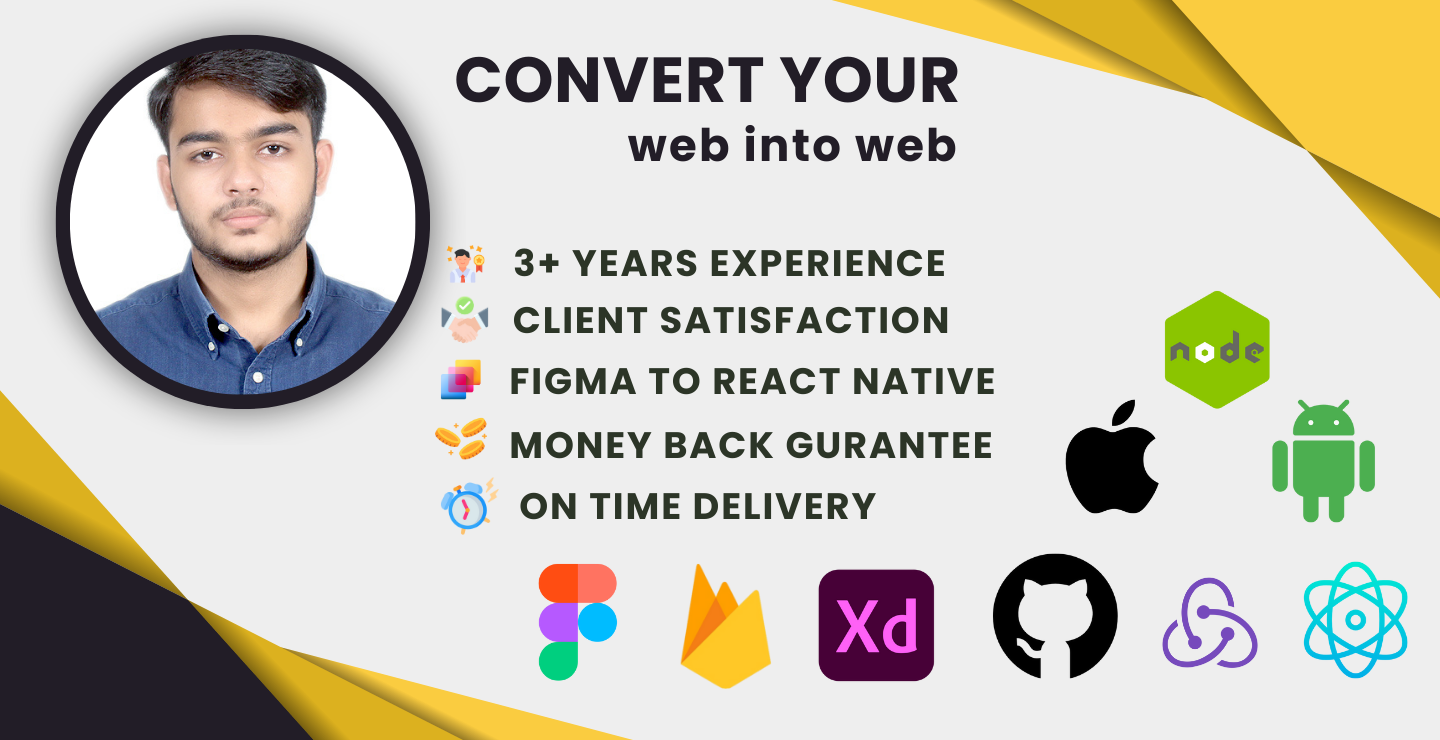 CONVERT YOUR
web into web
3+ YEARS EXPERIENCE
CLIENT SATISFACTION
FIGMA TO REACT NATIVE
MONEY BACK GURANTEE
ON TIME DELIVERY
node
Xd